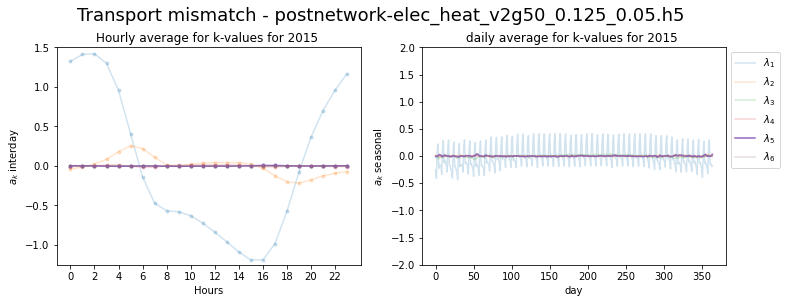 Transport mismatch - postnetwork-elec_heat_v2g50_0.125_0.05.h5
Hourly average for k-values for 2015
1.5
1.0
0.5
0.0
−0.5
−1.0
a_k interday
0 2 4 6 8 10 12 14 16 18 20 22
Hours
daily average for k-values for 2015
2.0
1.5
1.0
0.5
0.0
−0.5
−1.0
−1.5
−2.0
a_k seasonal
0 50 100 150 200 250 300 350
day
λ₁
λ₂
λ₃
λ₄
λ₅
λ₆